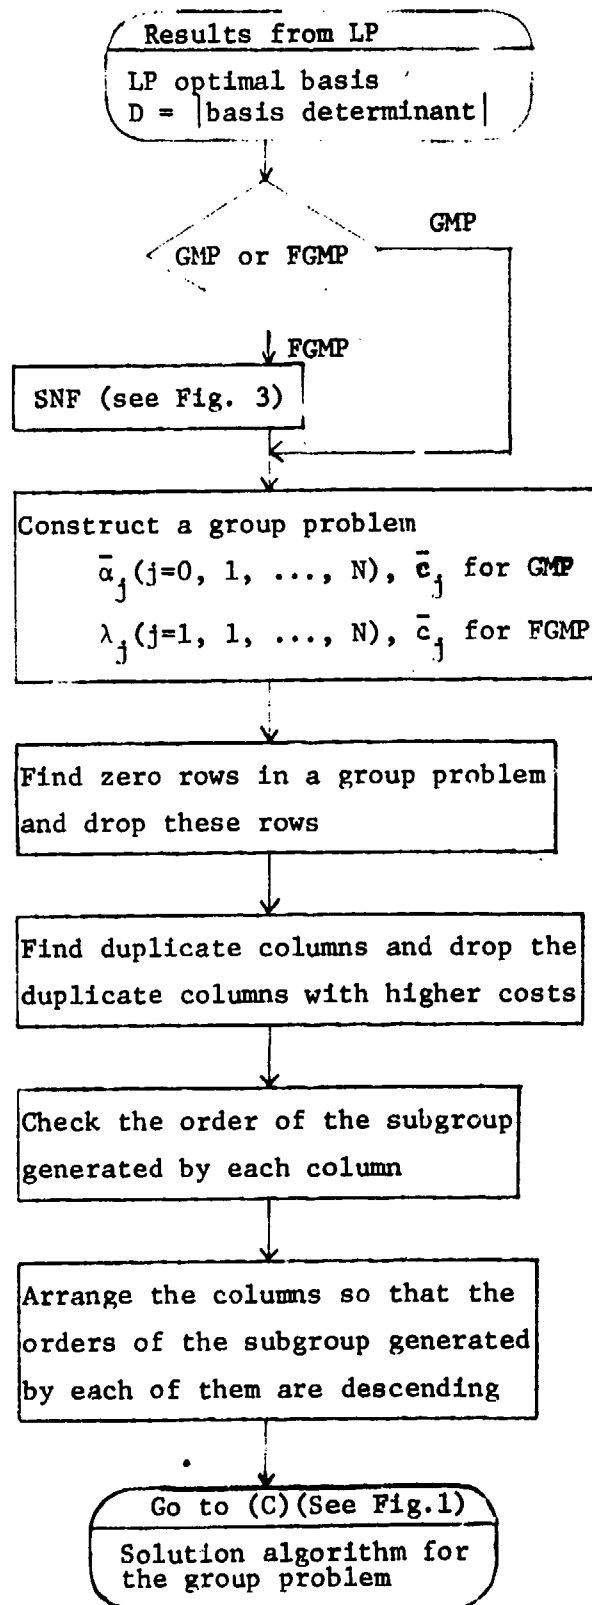 Results from LP
LP optimal basis
D = |basis determinant|
GMP
GMP or FGMP
FGMP
SNF (see Fig. 3)
Construct a group problem
ᾱ_j(j=0, 1, ..., N), c̄_j for GMP
λ_j(j=1, 1, ..., N), c̄_j for FGMP
Find zero rows in a group problem
and drop these rows
Find duplicate columns and drop the
duplicate columns with higher costs
Check the order of the subgroup
generated by each column
Arrange the columns so that the
orders of the subgroup generated
by each of them are descending
Go to (C)(See Fig.1)
Solution algorithm for
the group problem